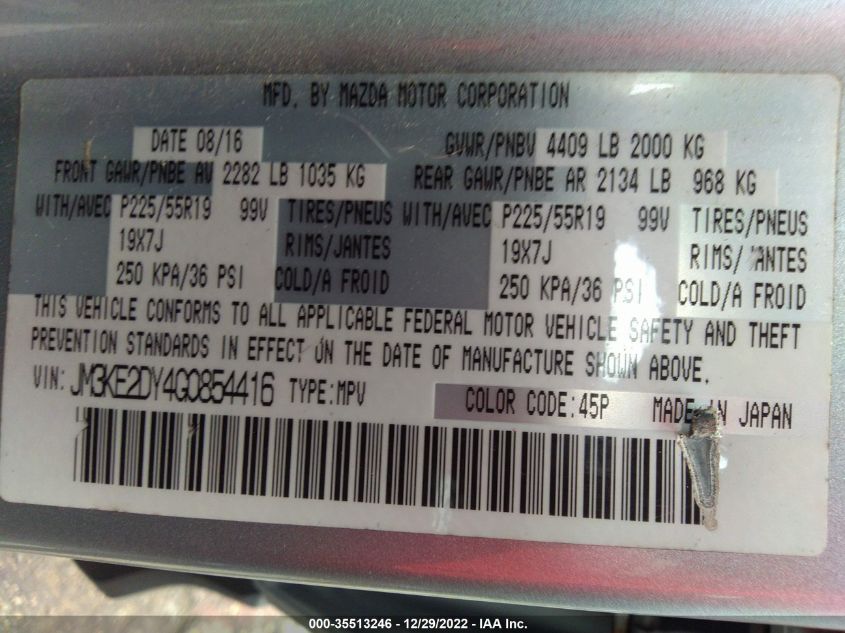 MFD. BY MAZDA MOTOR CORPORATION
DATE 08/16 GVWR/PNBV 4409 LB 2000 KG
FRONT GAWR/PNBE AV 2282 LB 1035 KG REAR GAWR/PNBE AR 2134 LB 968 KG
WITH/AVEC P225/55R19 99V TIRES/PNEUS WITH/AVEC P225/55R19 99V TIRES/PNEUS
19X7J RIMS/JANTES 19X7J RIMS/JANTES
250 KPA/36 PSI COLD/A FROID 250 KPA/36 PSI COLD/A FROID
THIS VEHICLE CONFORMS TO ALL APPLICABLE FEDERAL MOTOR VEHICLE SAFETY AND THEFT
PREVENTION STANDARDS IN EFFECT ON THE DATE OF MANUFACTURE SHOWN ABOVE.
VIN: JM3KE2DY4G0854416 TYPE:MPV COLOR CODE:45P MADE IN JAPAN
000-35513246 - 12/29/2022 - IAA Inc.